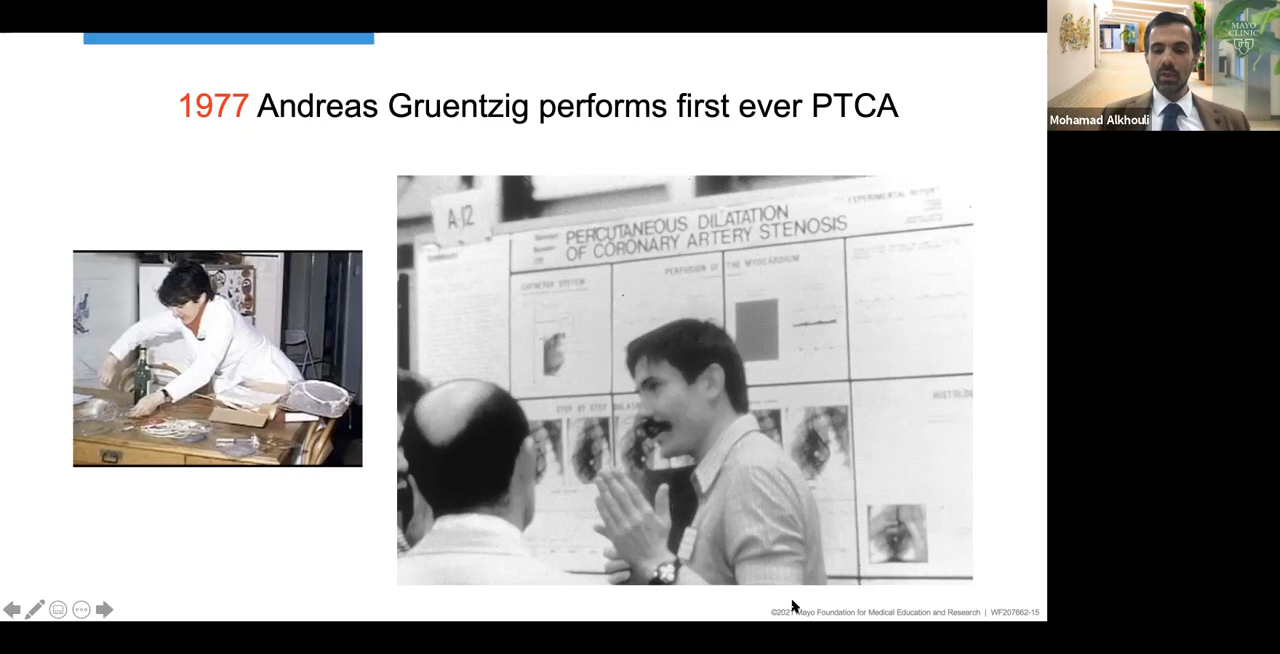 1977 Andreas Gruentzig performs first ever PTCA
MAYO
CLINIC
Mohamad Alkhouli
A-12
PERCUTANEOUS DILATATION
OF CORONARY ARTERY STENOSIS
EXPERIMENTAL REPORT
CATHETER SYSTEM
PERFUSION OF THE MYOCARDIUM
STEP BY STEP
©2021 Mayo Foundation for Medical Education and Research | WF207662-15